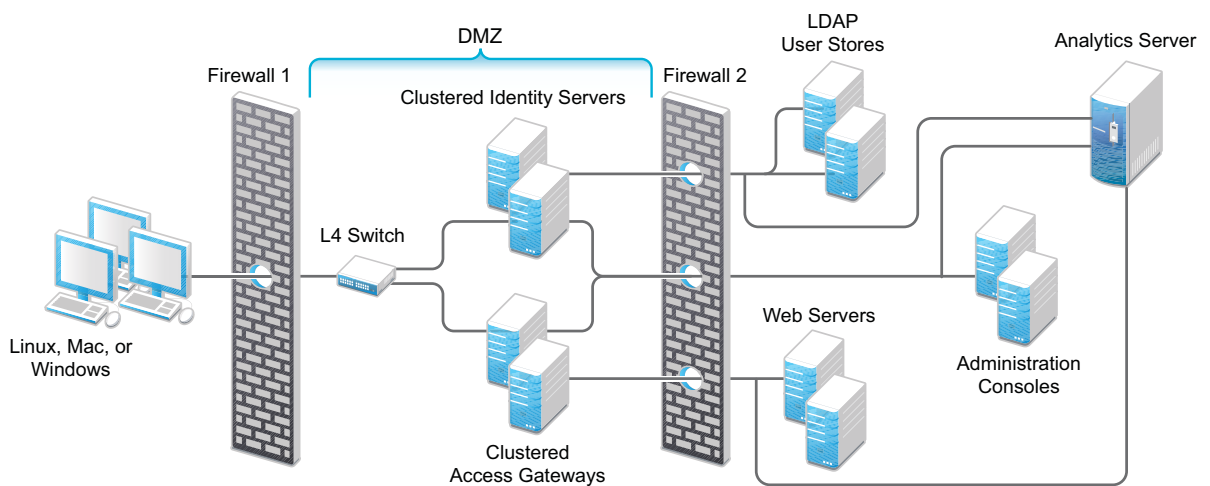 LDAP
User Stores
DMZ
Analytics Server
Firewall 1
Firewall 2
Clustered Identity Servers
L4 Switch
Web Servers
Linux, Mac, or
Windows
Administration
Consoles
Clustered
Access Gateways